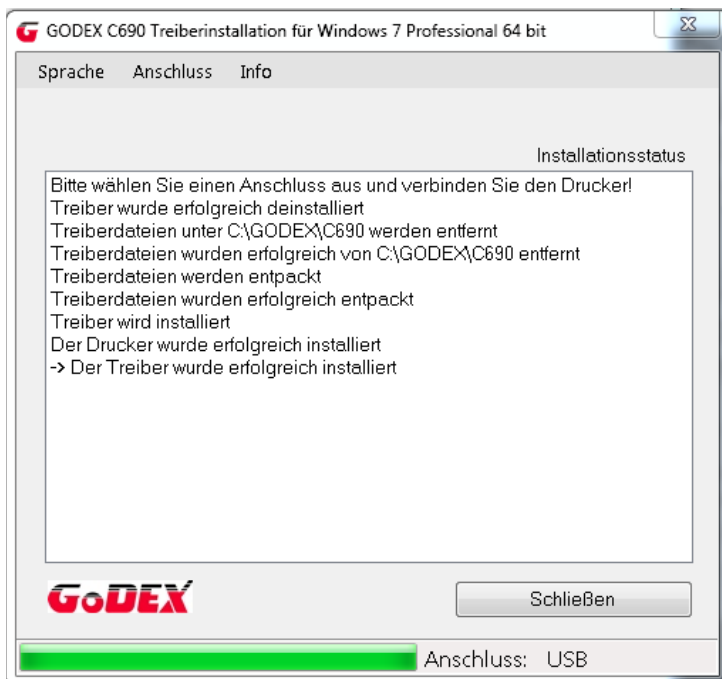 GODEX C690 Treiberinstallation für Windows 7 Professional 64 bit
Sprache Anschluss Info
Installationsstatus
Bitte wählen Sie einen Anschluss aus und verbinden Sie den Drucker!
Treiber wurde erfolgreich deinstalliert
Treiberdateien unter C:\GODEX\C690 werden entfernt
Treiberdateien wurden erfolgreich von C:\GODEX\C690 entfernt
Treiberdateien werden entpackt
Treiberdateien wurden erfolgreich entpackt
Treiber wird installiert
Der Drucker wurde erfolgreich installiert
-> Der Treiber wurde erfolgreich installiert
GoDEX
Schließen
Anschluss: USB